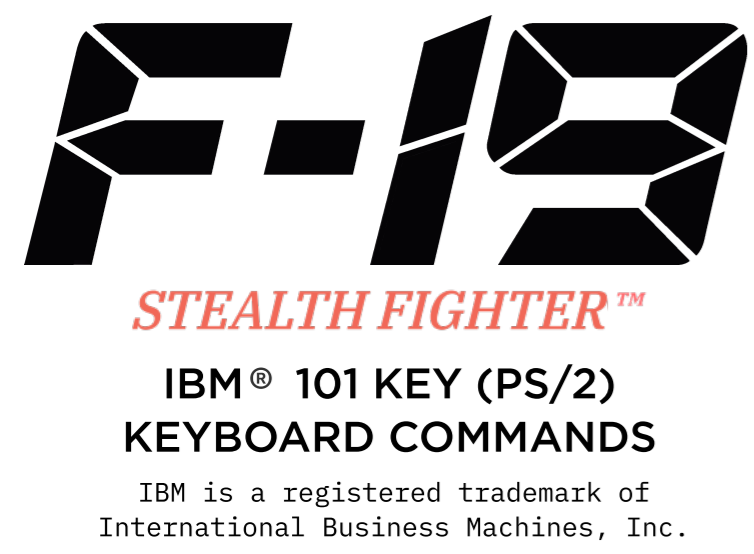 F-19
STEALTH FIGHTER™
IBM® 101 KEY (PS/2)
KEYBOARD COMMANDS
IBM is a registered trademark of
International Business Machines, Inc.